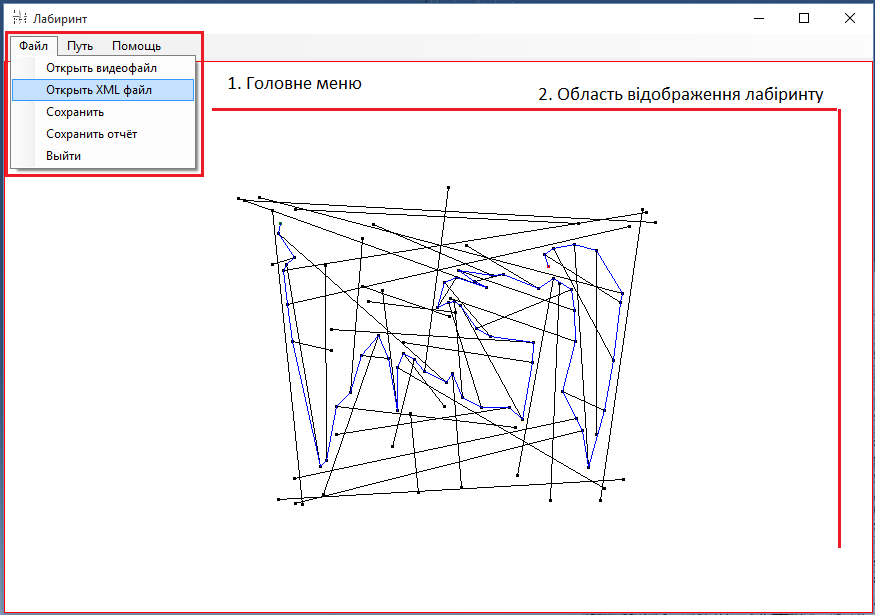 Лабиринт
Файл Путь Помощь
Открыть видеофайл
Открыть XML файл
Сохранить
Сохранить отчёт
Выйти
1. Головне меню
2. Область відображення лабіринту